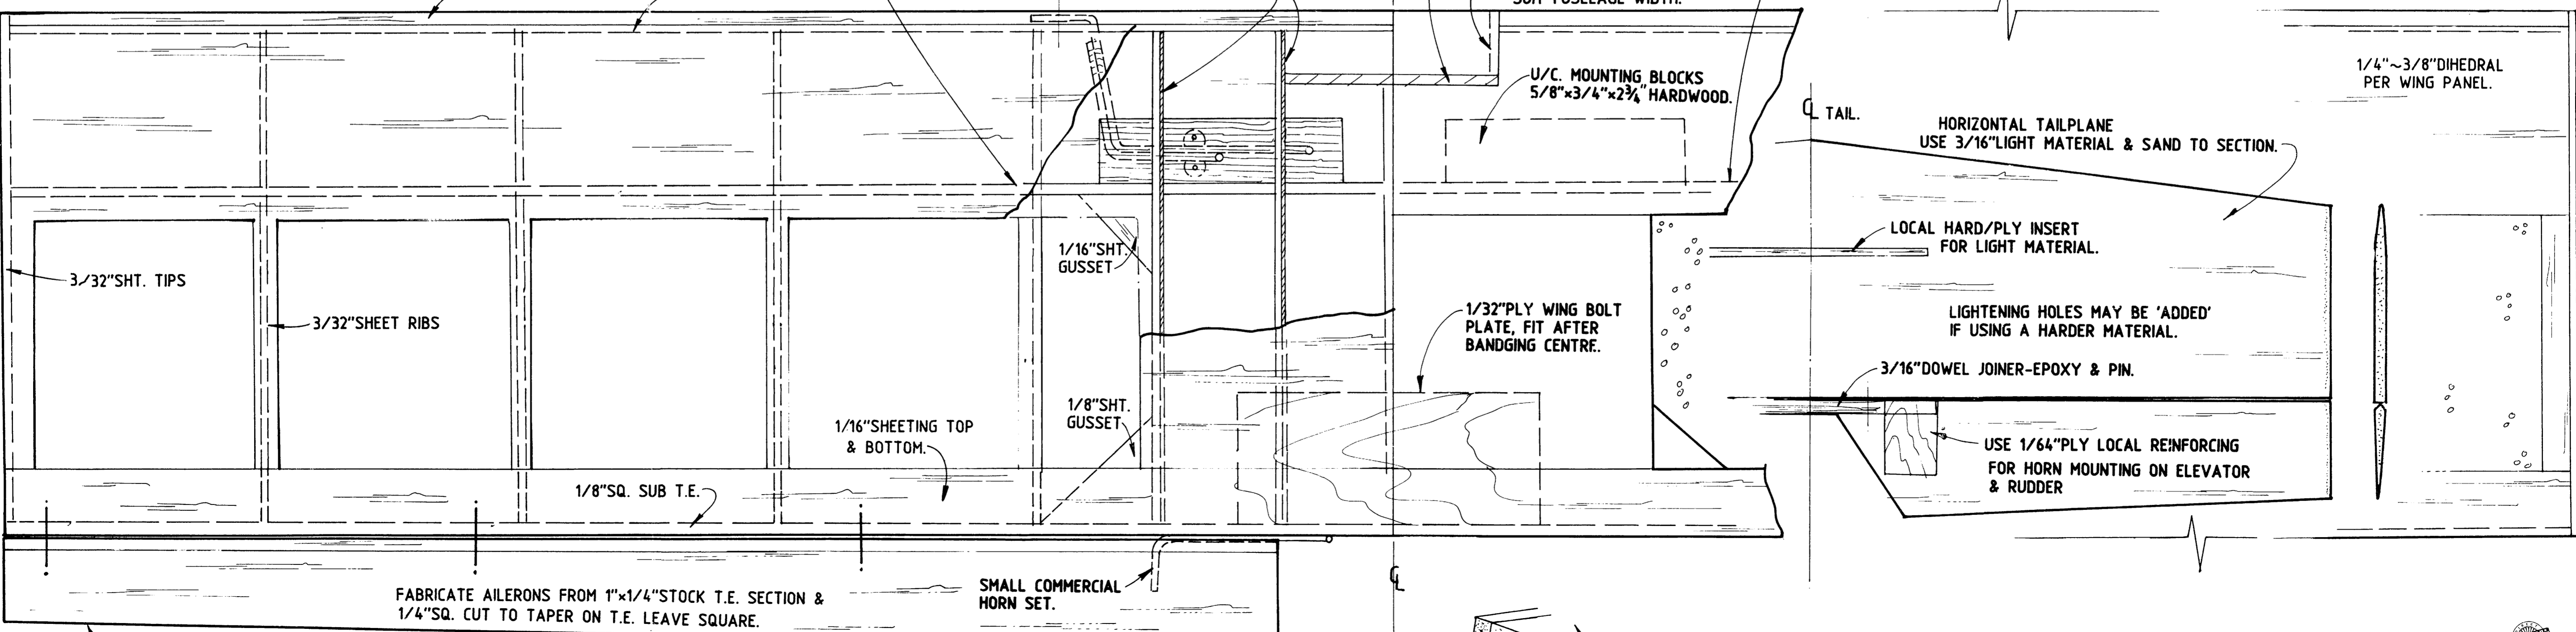 SUIT FUSELAGE WIDTH.
1/4"~3/8"DIHEDRAL
PER WING PANEL.
U/C. MOUNTING BLOCKS
5/8"x3/4"x2¾"HARDWOOD.
℄ TAIL.
HORIZONTAL TAILPLANE
USE 3/16"LIGHT MATERIAL & SAND TO SECTION.
LOCAL HARD/PLY INSERT
FOR LIGHT MATERIAL.
1/16"SHT.
GUSSET
3/32"SHT. TIPS
3/32"SHEET RIBS
1/32"PLY WING BOLT
PLATE, FIT AFTER
BANDGING CENTRE.
LIGHTENING HOLES MAY BE 'ADDED'
IF USING A HARDER MATERIAL.
3/16"DOWEL JOINER-EPOXY & PIN.
1/8"SHT.
GUSSET
1/16"SHEETING TOP
& BOTTOM.
USE 1/64"PLY LOCAL REINFORCING
FOR HORN MOUNTING ON ELEVATOR
& RUDDER
1/8"SQ. SUB T.E.
FABRICATE AILERONS FROM 1"x1/4"STOCK T.E. SECTION &
1/4"SQ. CUT TO TAPER ON T.E. LEAVE SQUARE.
SMALL COMMERCIAL
HORN SET.
℄